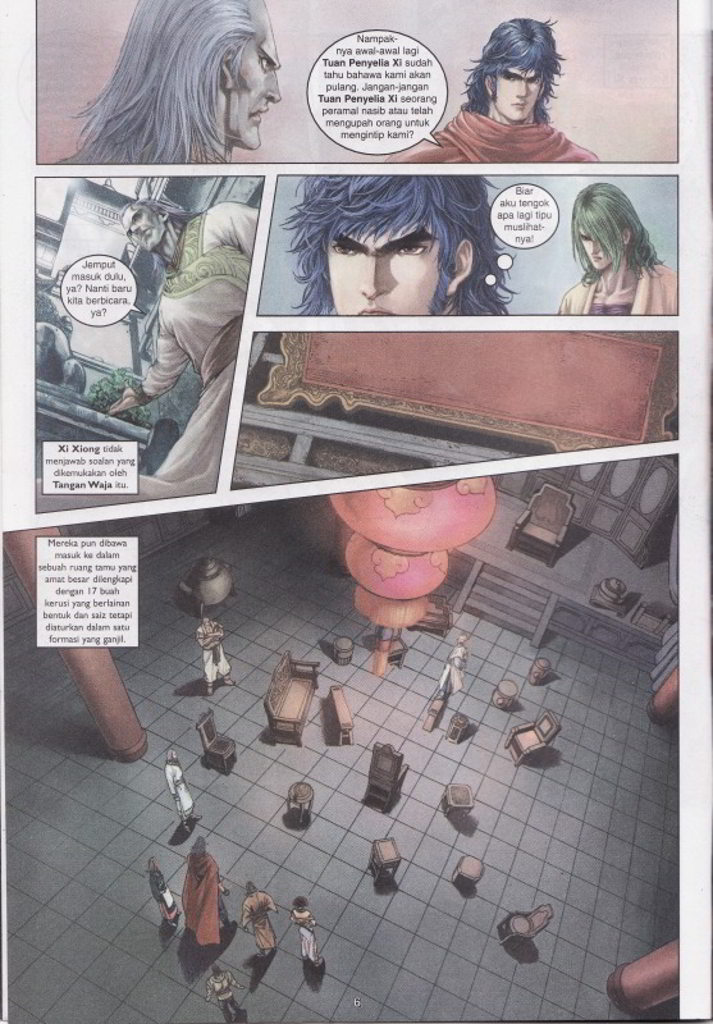 Nampak-
nya awal-awal lagi
Tuan Penyelia Xi sudah
tahu bahawa kami akan
pulang. Jangan-jangan
Tuan Penyelia Xi seorang
peramal nasib atau telah
mengupah orang untuk
mengintip kami?
Jemput
masuk dulu,
ya? Nanti baru
kita berbicara,
ya?
Xi Xiong tidak
menjawab soalan yang
dikemukakan oleh
Tangan Waja itu.
Biar
aku tengok
apa lagi tipu
muslihat-
nya!
Mereka pun dibawa
masuk ke dalam
sebuah ruang tamu yang
amat besar dilengkapi
dengan 17 buah
kerusi yang berlainan
bentuk dan saiz tetapi
diaturkan dalam satu
formasi yang ganjil.
6